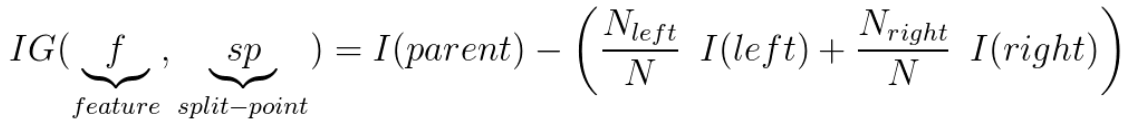 IG( f , sp ) = I(parent) − ( N_left / N I(left) + N_right / N I(right) )
feature split−point